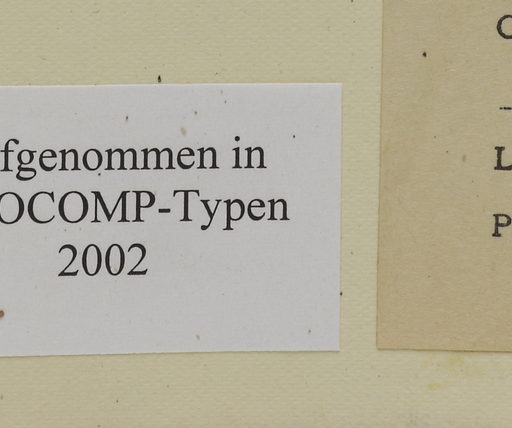 fgenommen in
OCOMP-Typen
2002
L
P